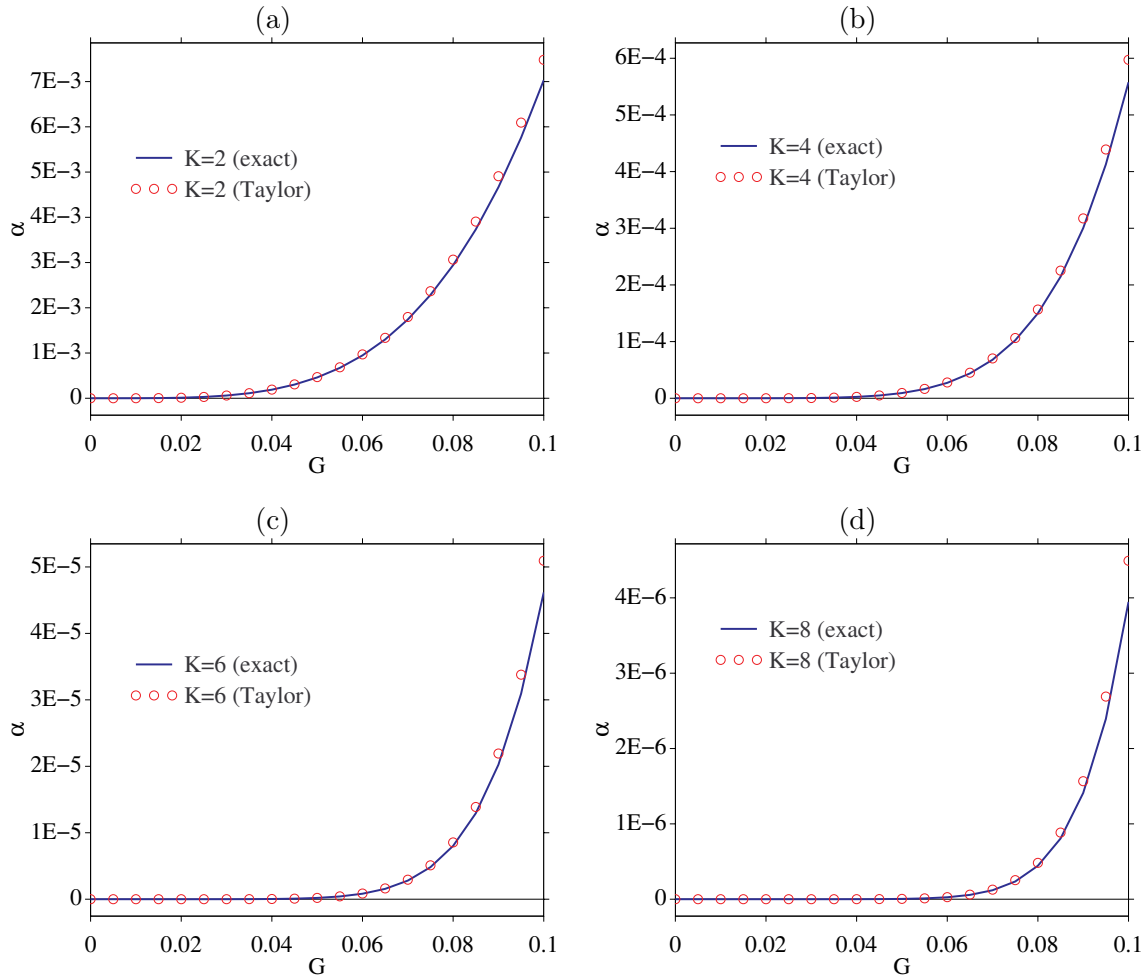 (a)
7E−3
6E−3
5E−3
4E−3
3E−3
2E−3
1E−3
0
α
K=2 (exact)
K=2 (Taylor)
0 0.02 0.04 0.06 0.08 0.1
G
(b)
6E−4
5E−4
4E−4
3E−4
2E−4
1E−4
0
α
K=4 (exact)
K=4 (Taylor)
0 0.02 0.04 0.06 0.08 0.1
G
(c)
5E−5
4E−5
3E−5
2E−5
1E−5
0
α
K=6 (exact)
K=6 (Taylor)
0 0.02 0.04 0.06 0.08 0.1
G
(d)
4E−6
3E−6
2E−6
1E−6
0
α
K=8 (exact)
K=8 (Taylor)
0 0.02 0.04 0.06 0.08 0.1
G